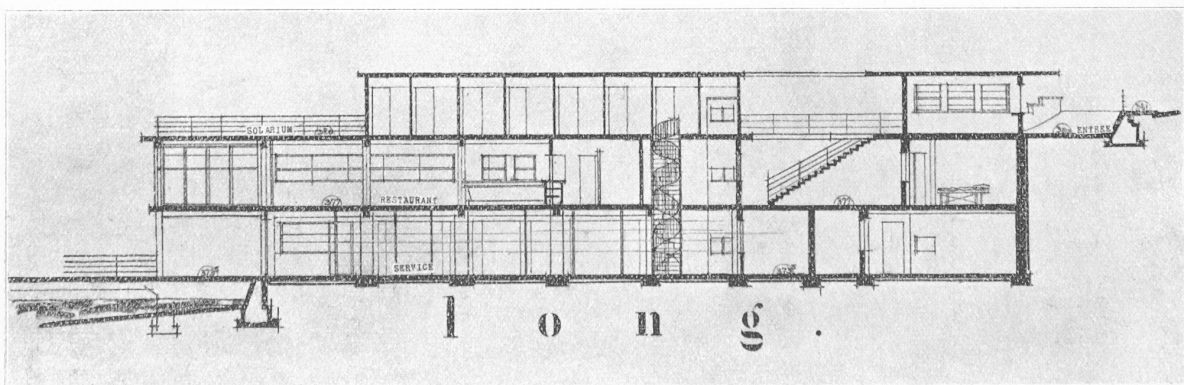 SOLARIUM
ENTREE
RESTAURANT
SERVICE
long.